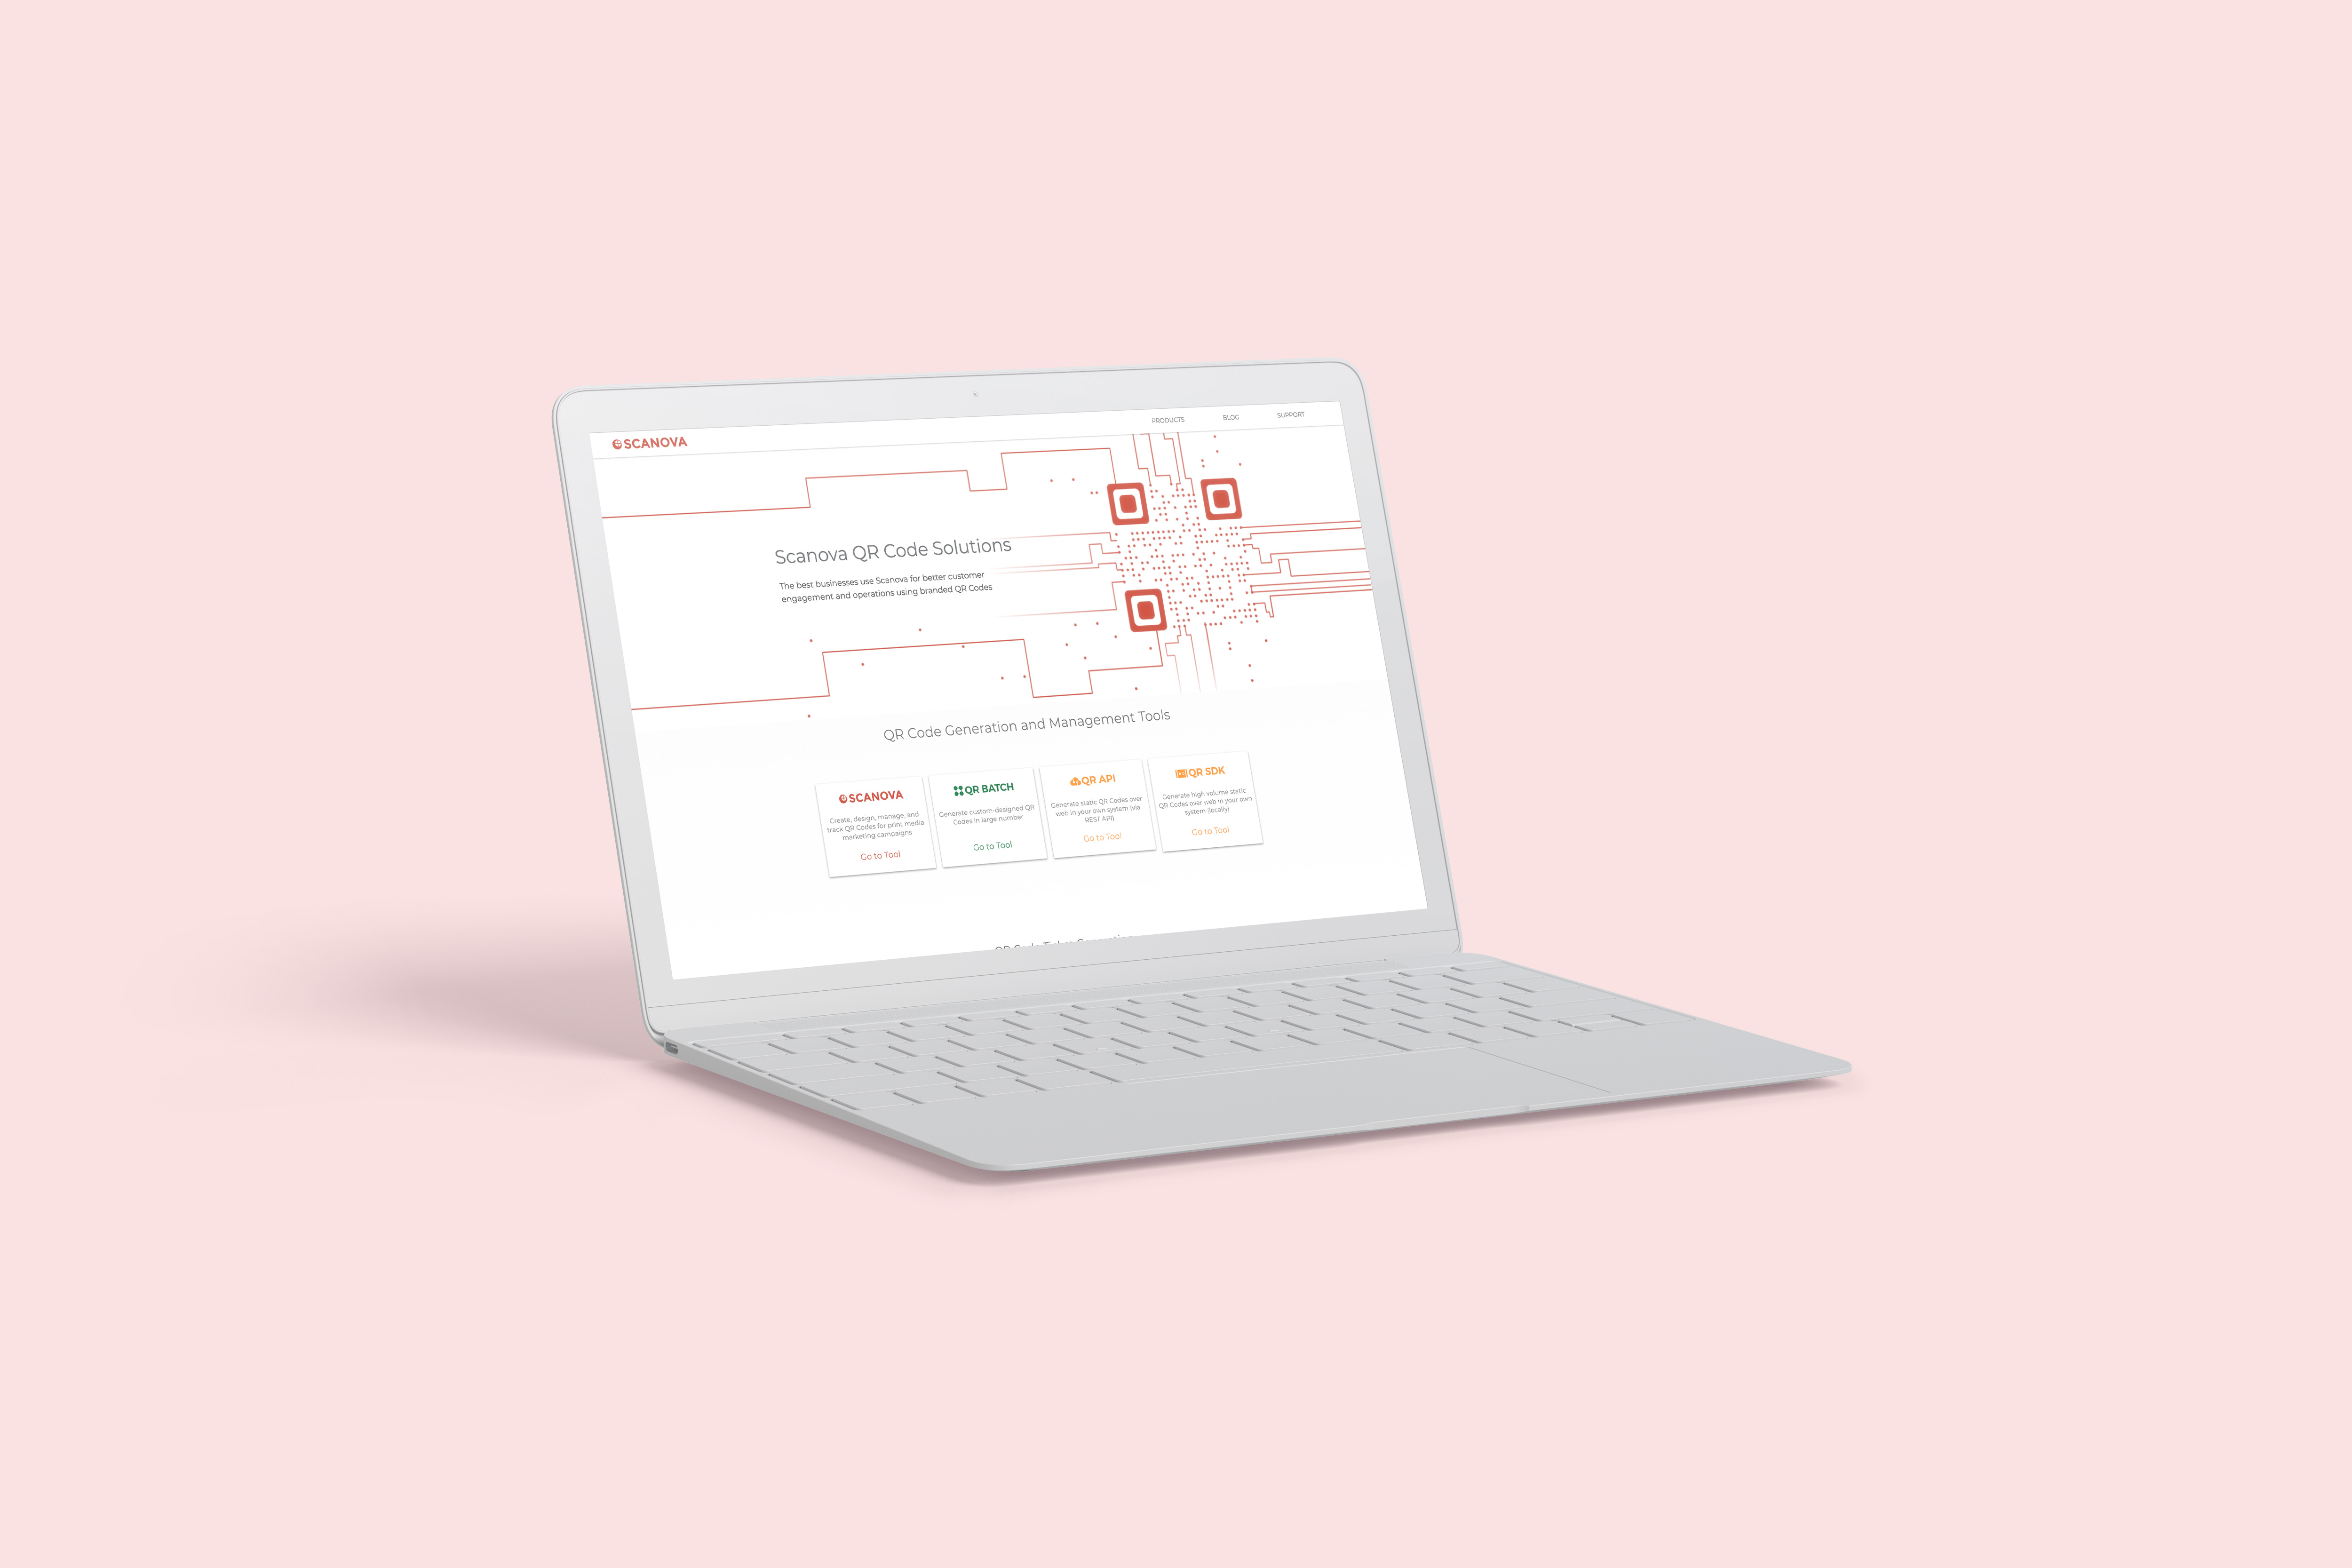 SCANOVA
PRODUCTS BLOG SUPPORT
Scanova QR Code Solutions
The best businesses use Scanova for better customer
engagement and operations using branded QR Codes
QR Code Generation and Management Tools
SCANOVA
Create, design, manage, and
track QR Codes for print media
marketing campaigns
Go to Tool
QR BATCH
Generate custom-designed QR
Codes in large number
Go to Tool
QR API
Generate static QR Codes over
web in your own system (via
REST API)
Go to Tool
QR SDK
Generate high volume static
QR Codes over web in your own
system (locally)
Go to Tool